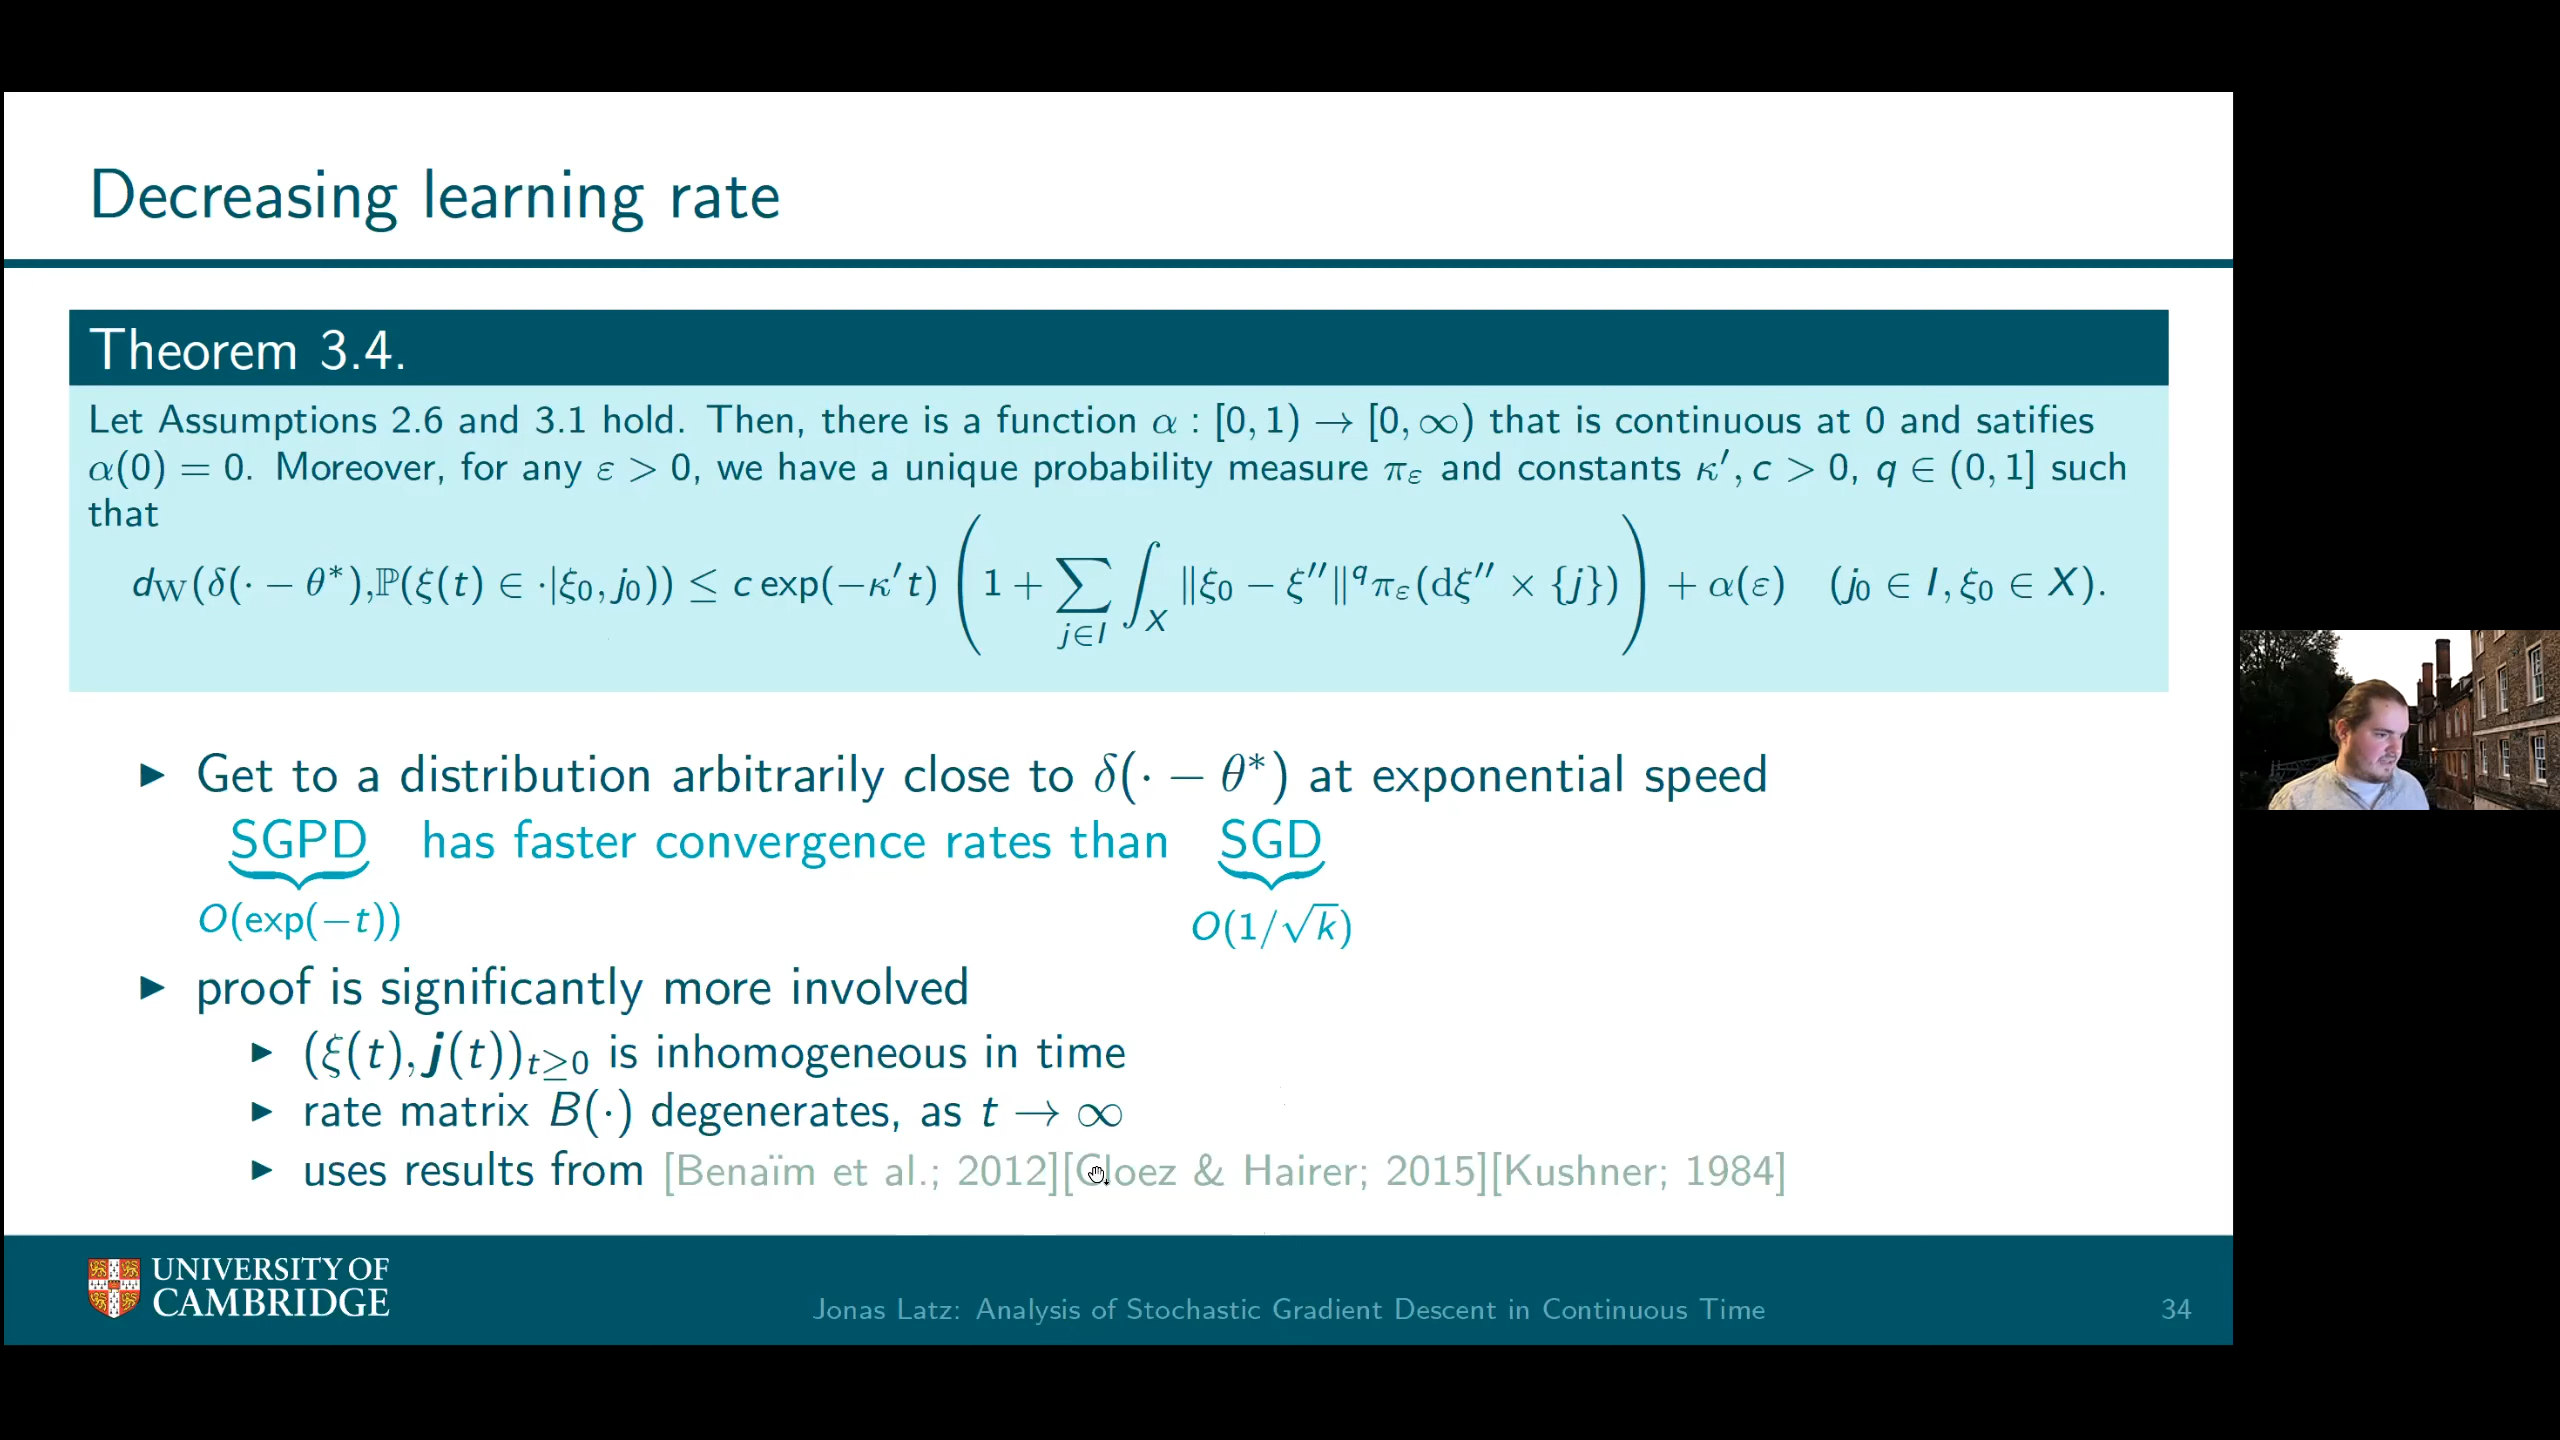 Decreasing learning rate
Theorem 3.4.
Let Assumptions 2.6 and 3.1 hold. Then, there is a function α : [0, 1) → [0, ∞) that is continuous at 0 and satifies
α(0) = 0. Moreover, for any ε > 0, we have a unique probability measure π_ε and constants κ′, c > 0, q ∈ (0, 1] such
that
d_W(δ(· − θ*),ℙ(ξ(t) ∈ ·|ξ₀, j₀)) ≤ c exp(−κ′t) (1 + ∑_{j∈I} ∫_X ‖ξ₀ − ξ″‖^q π_ε(dξ″ × {j})) + α(ε) (j₀ ∈ I, ξ₀ ∈ X).
▶ Get to a distribution arbitrarily close to δ(· − θ*) at exponential speed
SGPD has faster convergence rates than SGD
O(exp(−t)) O(1/√k)
▶ proof is significantly more involved
▶ (ξ(t), j(t))_{t≥0} is inhomogeneous in time
▶ rate matrix B(·) degenerates, as t → ∞
▶ uses results from [Benaïm et al.; 2012][Cloez & Hairer; 2015][Kushner; 1984]
UNIVERSITY OF
CAMBRIDGE
Jonas Latz: Analysis of Stochastic Gradient Descent in Continuous Time
34